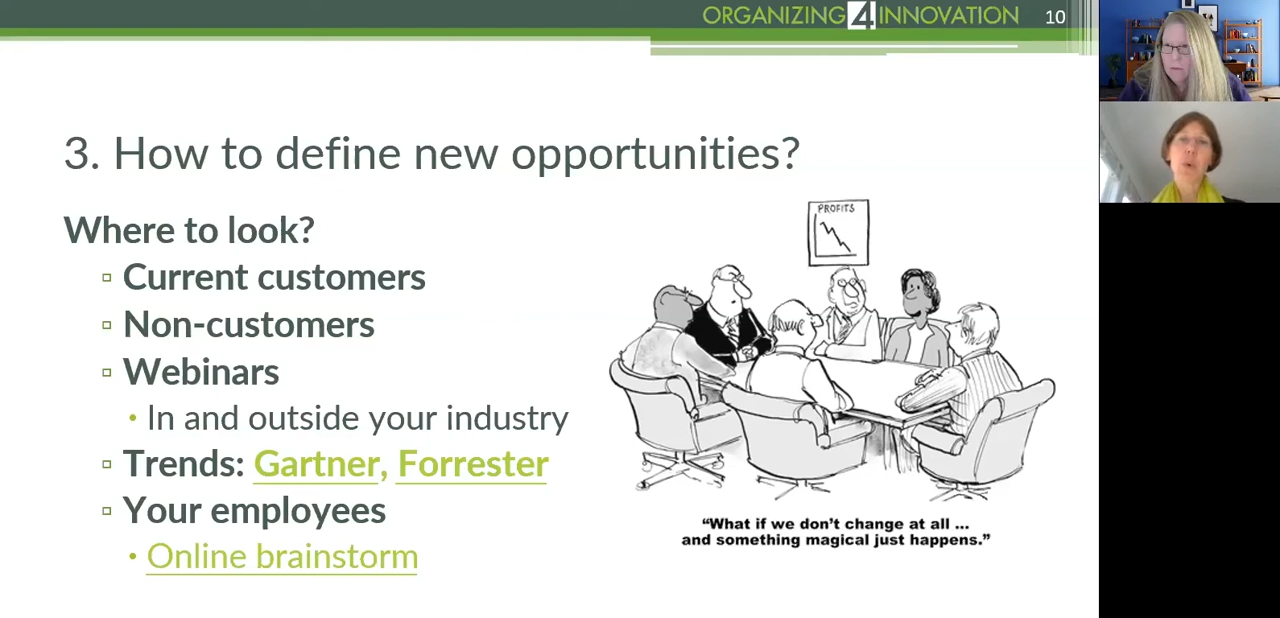 ORGANIZING 4 INNOVATION 10
3. How to define new opportunities?
Where to look?
Current customers
Non-customers
Webinars
In and outside your industry
Trends: Gartner, Forrester
Your employees
Online brainstorm
PROFITS
“What if we don’t change at all ...
and something magical just happens.”